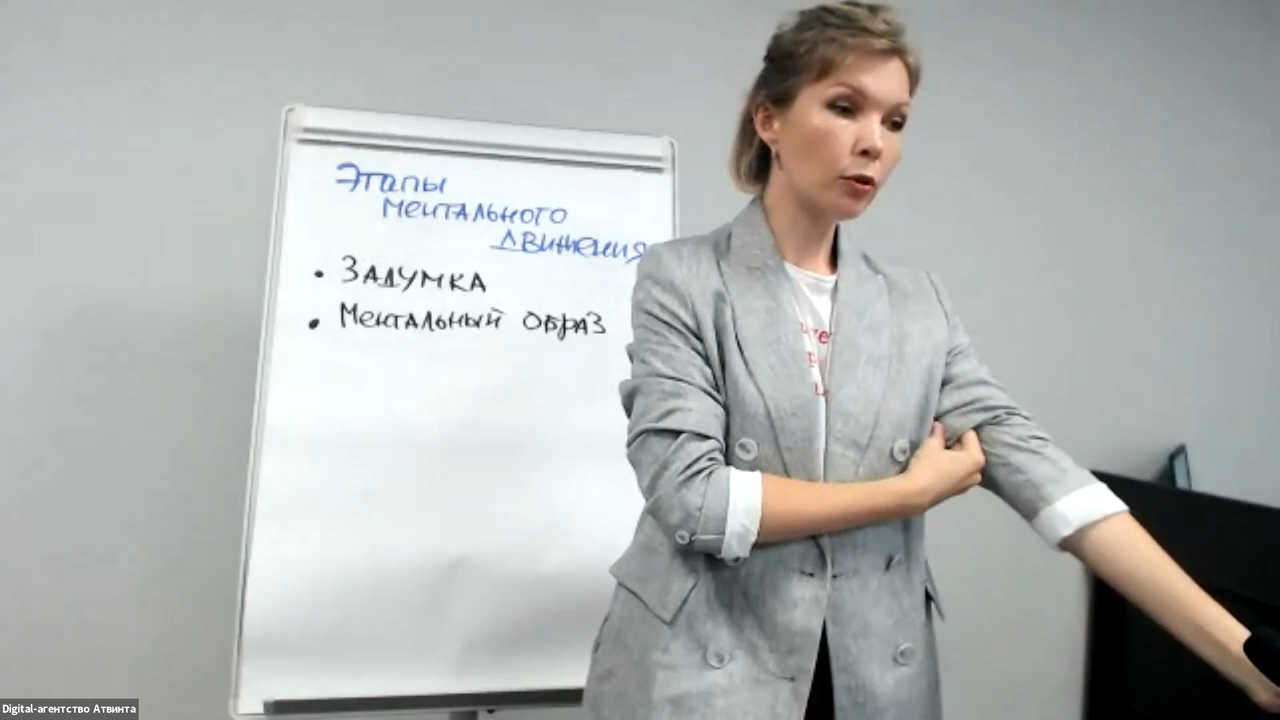 Этапы
ментального
движения
• Задумка
• Ментальный образ
Digital-агентство Атвинта